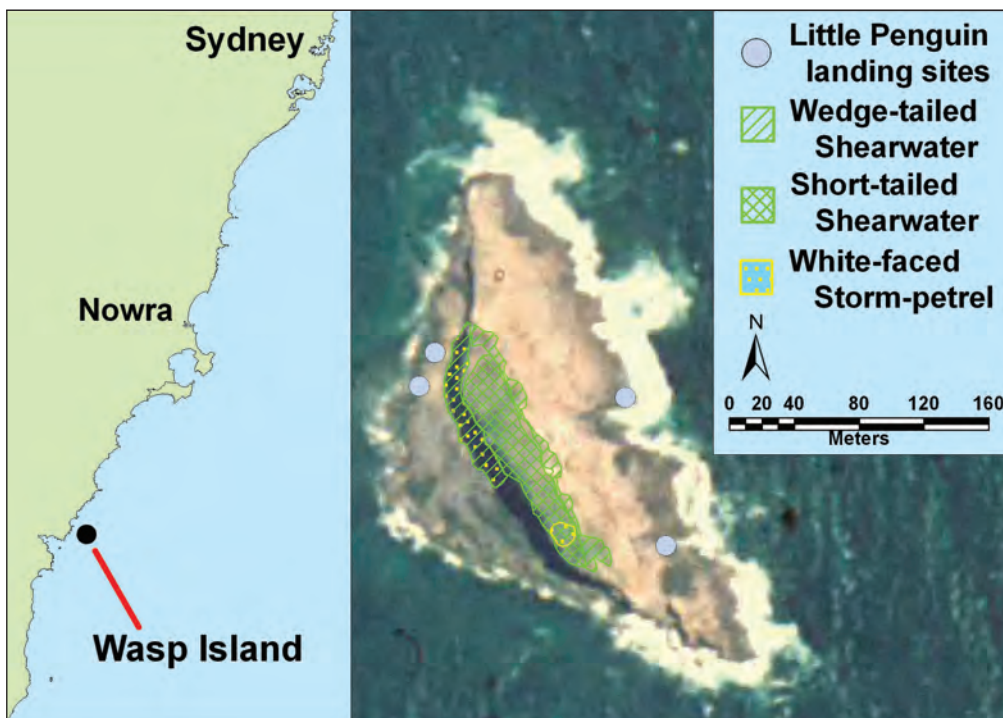 Sydney
Nowra
Wasp Island
Little Penguin
landing sites
Wedge-tailed
Shearwater
Short-tailed
Shearwater
White-faced
Storm-petrel
N
0 20 40 80 120 160
Meters